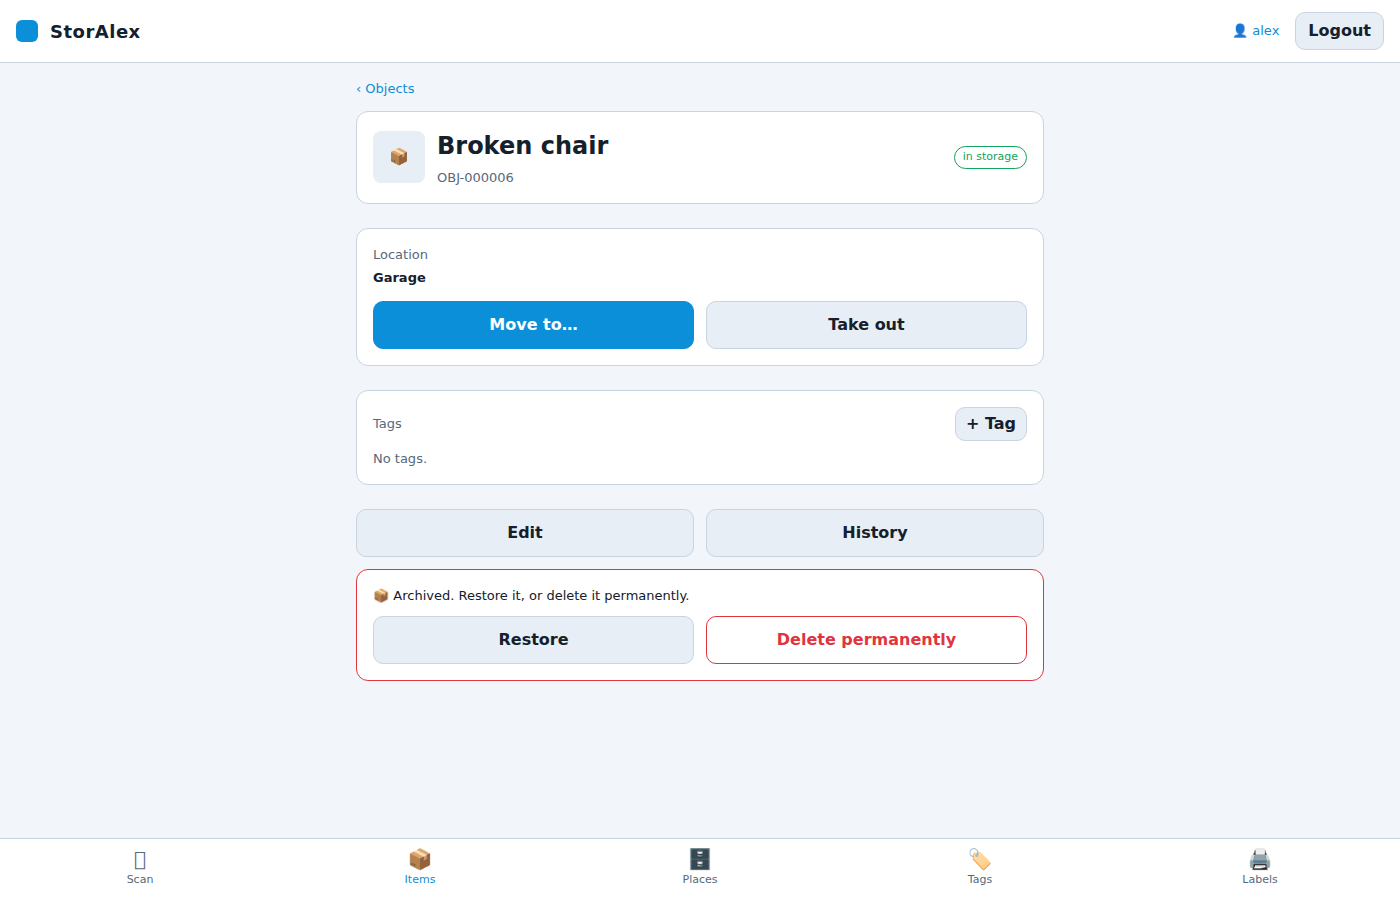 StorAlex
alex
Logout
‹ Objects
Broken chair
OBJ-000006
in storage
Location
Garage
Move to…
Take out
Tags
+ Tag
No tags.
Edit
History
Archived. Restore it, or delete it permanently.
Restore
Delete permanently
Scan
Items
Places
Tags
Labels